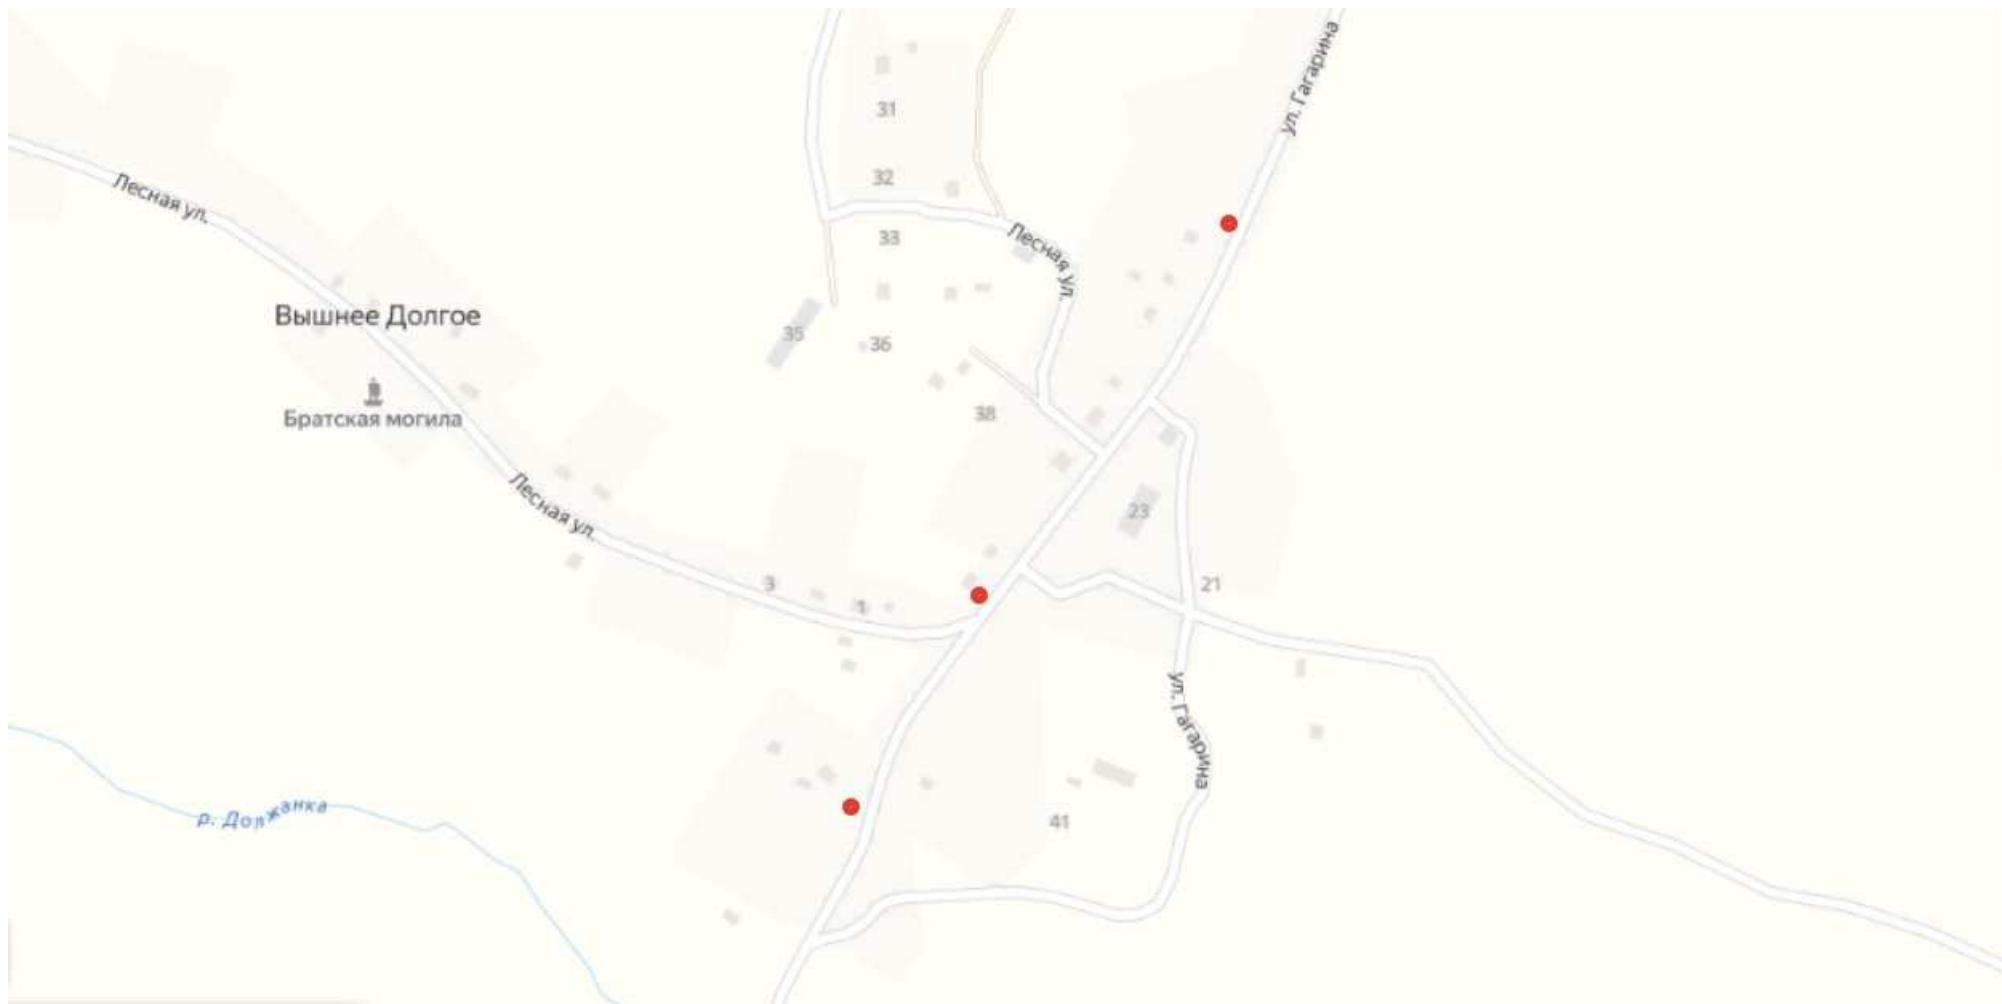 ул. Гагарина
31
32
Лесная ул.
33
Лесная ул.
Вышнее Долгое
35
36
Братская могила
38
Лесная ул.
23
3
1
21
ул. Гагарина
р. Должанка
41